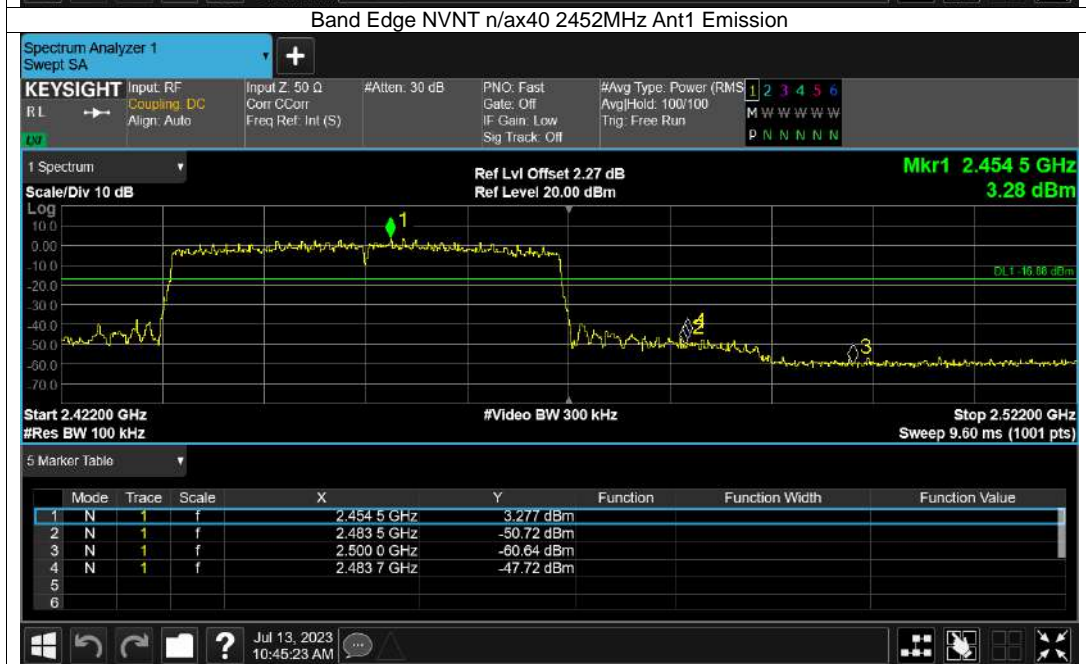 Band Edge NVNT n/ax40 2452MHz Ant1 Emission
Spectrum Analyzer 1
Swept SA
+
KEYSIGHT Input: RF Input Z: 50 Ω #Atten: 30 dB PNO: Fast #Avg Type: Power (RMS 1 2 3 4 5 6
R L Coupling: DC Corr CCorr Gate: Off Avg|Hold: 100/100 M W W W W W
Align: Auto Freq Ref: Int (S) IF Gain: Low Trig: Free Run
Sig Track: Off P N N N N N
LXI
1 Spectrum Ref Lvl Offset 2.27 dB Mkr1 2.454 5 GHz
Scale/Div 10 dB Ref Level 20.00 dBm 3.28 dBm
Log
10.0
1
0.00
-10.0
DL1 -16.88 dBm
-20.0
-30.0
-40.0
4
2
-50.0
3
-60.0
-70.0
Start 2.42200 GHz #Video BW 300 kHz Stop 2.52200 GHz
#Res BW 100 kHz Sweep 9.60 ms (1001 pts)
5 Marker Table
Mode Trace Scale X Y Function Function Width Function Value
1 N 1 f 2.454 5 GHz 3.277 dBm
2 N 1 f 2.483 5 GHz -50.72 dBm
3 N 1 f 2.500 0 GHz -60.64 dBm
4 N 1 f 2.483 7 GHz -47.72 dBm
5
6
? Jul 13, 2023
10:45:23 AM